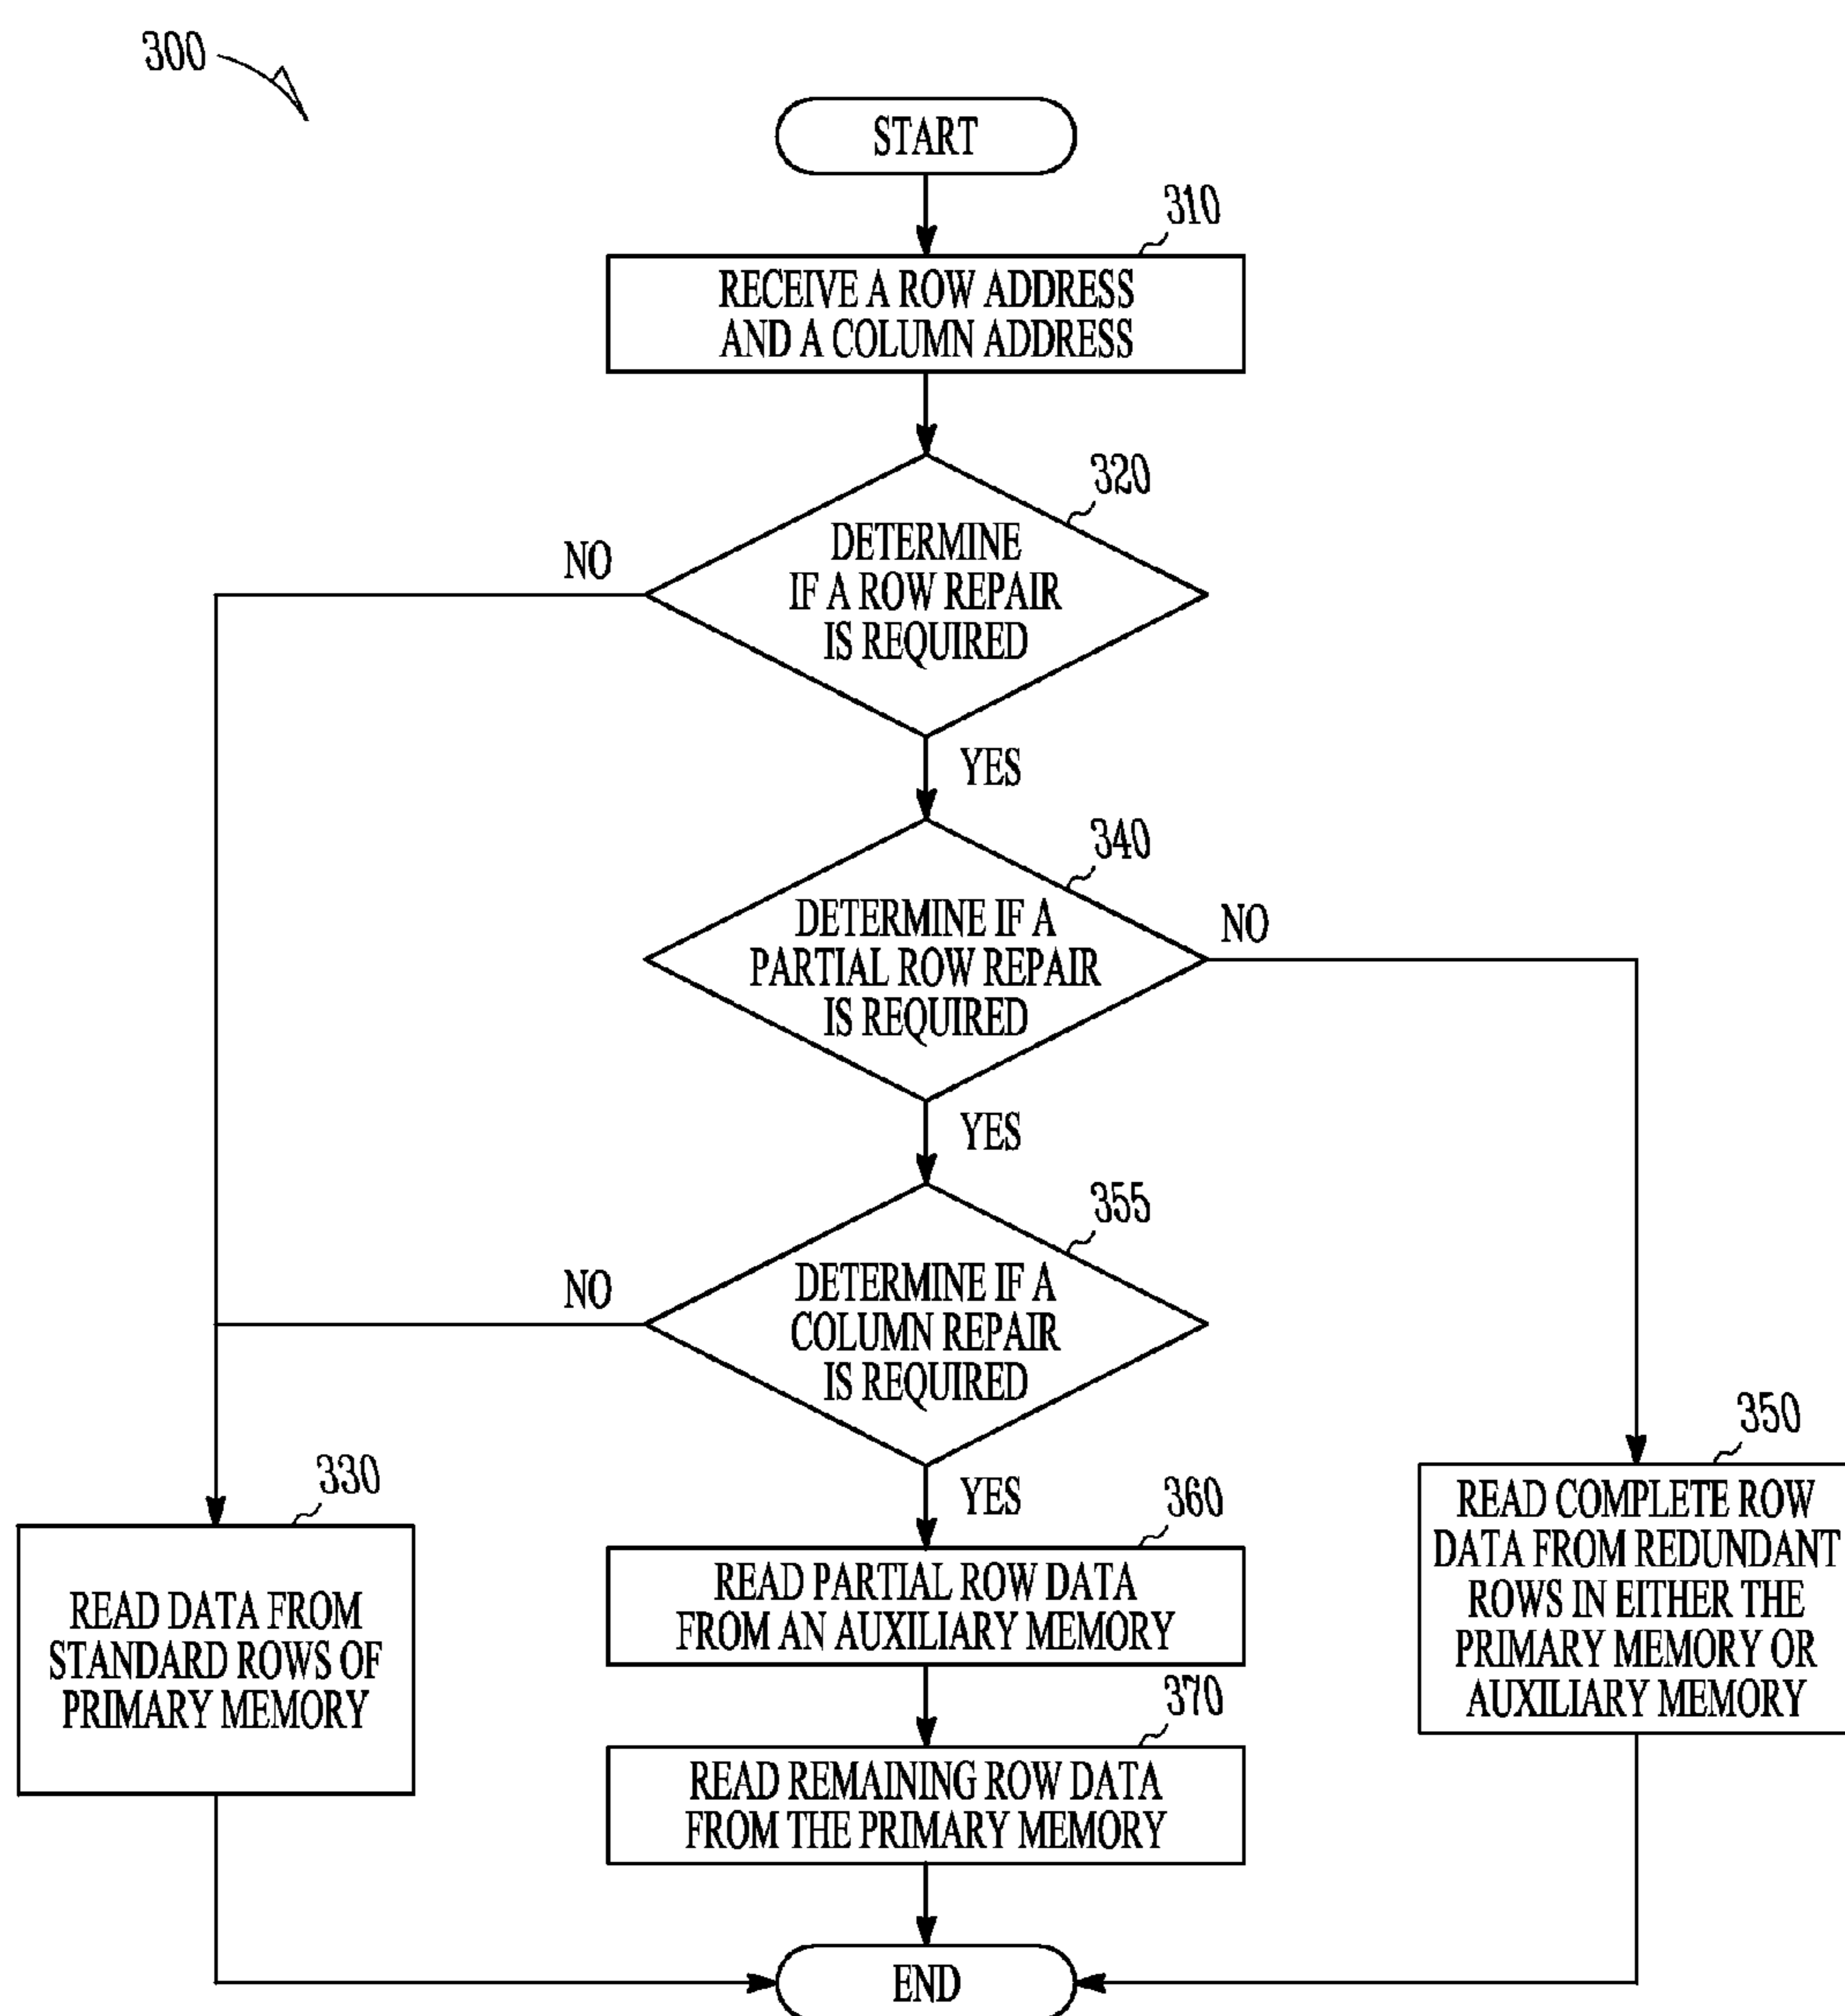 300
START
310
RECEIVE A ROW ADDRESS
AND A COLUMN ADDRESS
320
DETERMINE
IF A ROW REPAIR
IS REQUIRED
NO
YES
340
DETERMINE IF A
PARTIAL ROW REPAIR
IS REQUIRED
NO
YES
355
DETERMINE IF A
COLUMN REPAIR
IS REQUIRED
NO
YES
330
READ DATA FROM
STANDARD ROWS OF
PRIMARY MEMORY
360
READ PARTIAL ROW DATA
FROM AN AUXILIARY MEMORY
370
READ REMAINING ROW DATA
FROM THE PRIMARY MEMORY
350
READ COMPLETE ROW
DATA FROM REDUNDANT
ROWS IN EITHER THE
PRIMARY MEMORY OR
AUXILIARY MEMORY
END